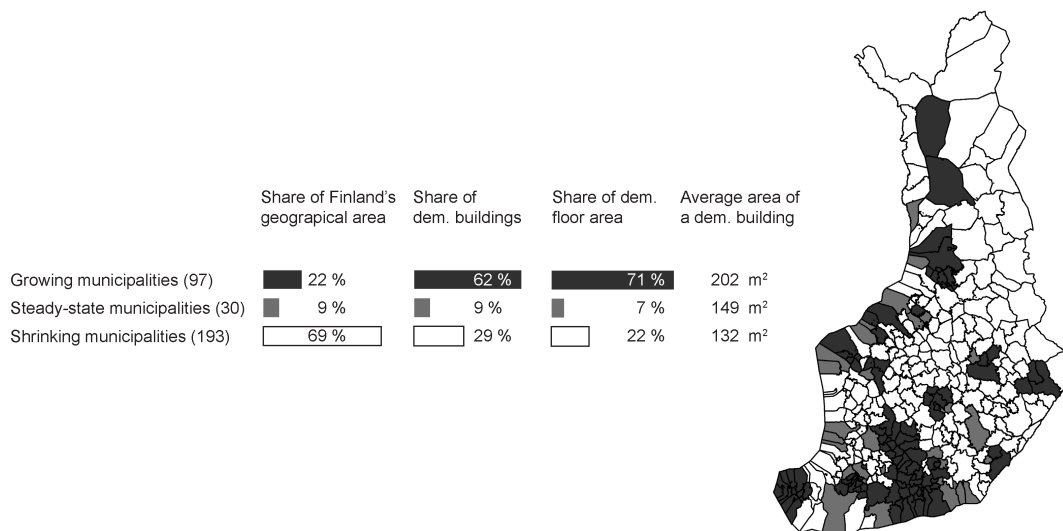 Share of Finland's
geograpical area
Share of
dem. buildings
Share of dem.
floor area
Average area of
a dem. building
Growing municipalities (97) 22 % 62 % 71 % 202 m²
Steady-state municipalities (30) 9 % 9 % 7 % 149 m²
Shrinking municipalities (193) 69 % 29 % 22 % 132 m²